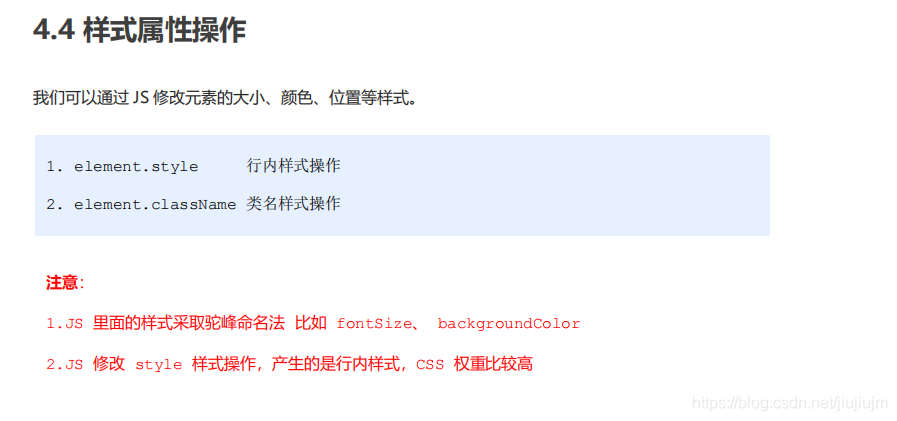 4.4 样式属性操作
我们可以通过 JS 修改元素的大小、颜色、位置等样式。
1. element.style 行内样式操作
2. element.className 类名样式操作
注意：
1.JS 里面的样式采取驼峰命名法 比如 fontSize、 backgroundColor
2.JS 修改 style 样式操作，产生的是行内样式，CSS 权重比较高
https://blog.csdn.net/jiujiujm